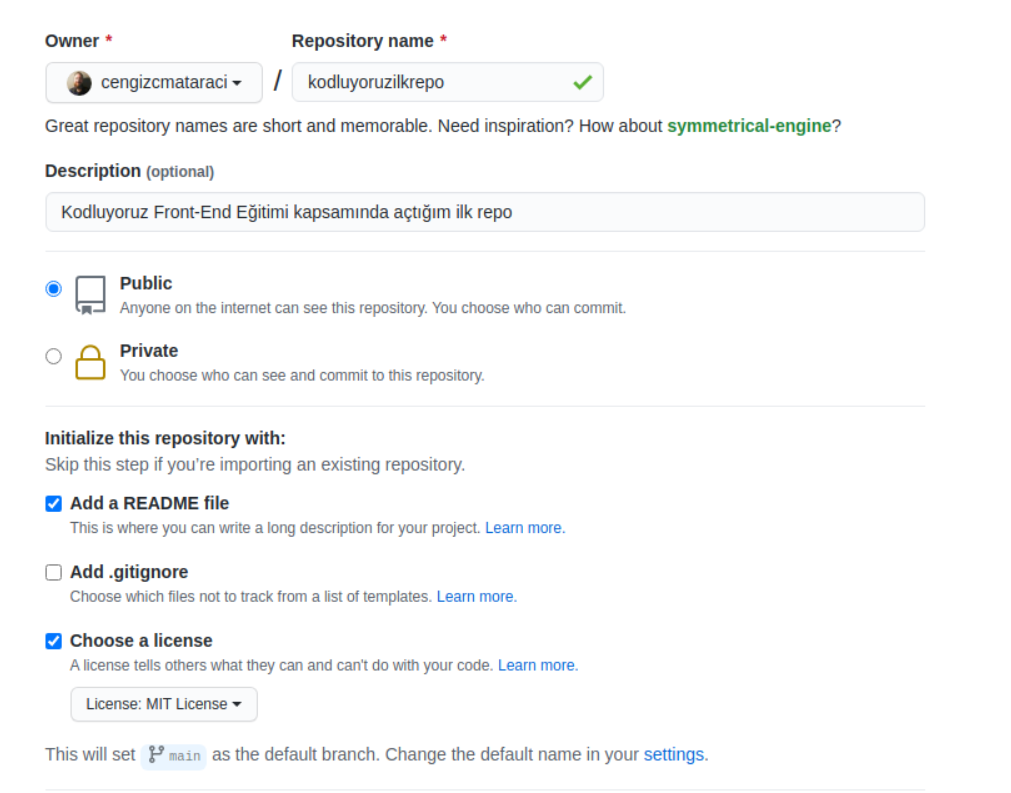 Owner * Repository name *
cengizcmataraci / kodluyoruzilkrepo
Great repository names are short and memorable. Need inspiration? How about symmetrical-engine?
Description (optional)
Kodluyoruz Front-End Eğitimi kapsamında açtığım ilk repo
Public
Anyone on the internet can see this repository. You choose who can commit.
Private
You choose who can see and commit to this repository.
Initialize this repository with:
Skip this step if you’re importing an existing repository.
Add a README file
This is where you can write a long description for your project. Learn more.
Add .gitignore
Choose which files not to track from a list of templates. Learn more.
Choose a license
A license tells others what they can and can't do with your code. Learn more.
License: MIT License
This will set main as the default branch. Change the default name in your settings.